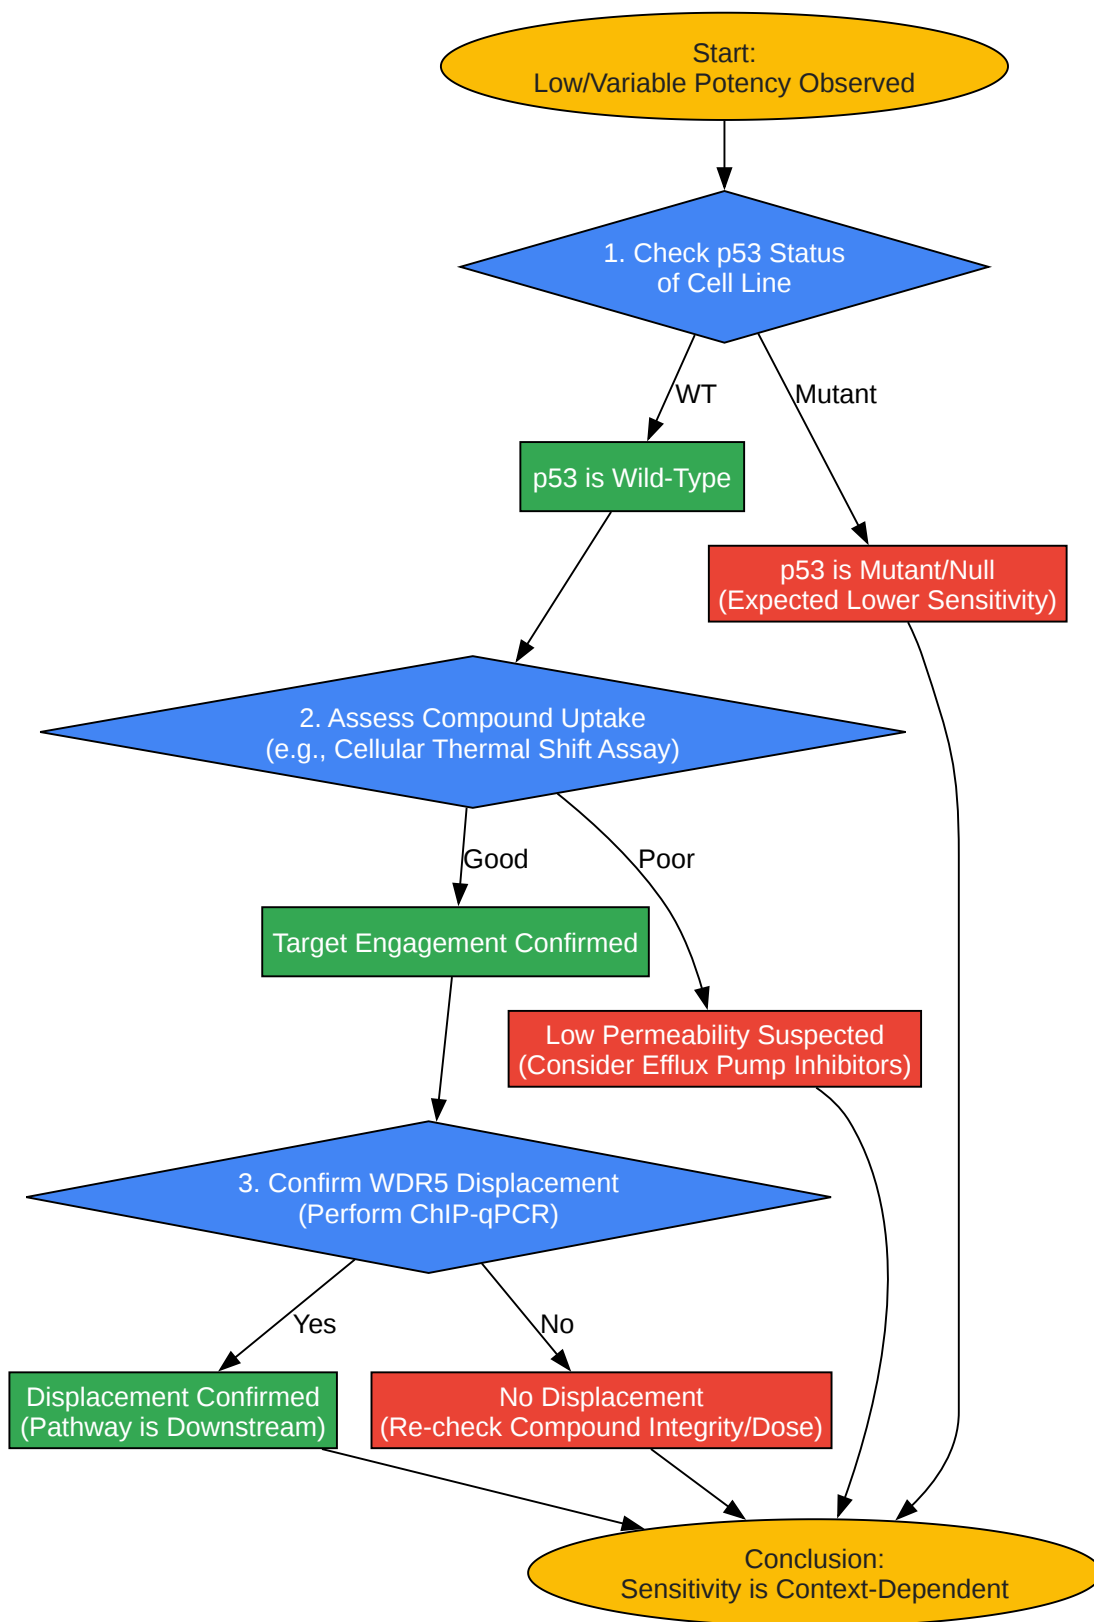 Start:
Low/Variable Potency Observed
1. Check p53 Status
of Cell Line
WT
Mutant
p53 is Wild-Type
p53 is Mutant/Null
(Expected Lower Sensitivity)
2. Assess Compound Uptake
(e.g., Cellular Thermal Shift Assay)
Good
Poor
Target Engagement Confirmed
Low Permeability Suspected
(Consider Efflux Pump Inhibitors)
3. Confirm WDR5 Displacement
(Perform ChIP-qPCR)
Yes
No
Displacement Confirmed
(Pathway is Downstream)
No Displacement
(Re-check Compound Integrity/Dose)
Conclusion:
Sensitivity is Context-Dependent